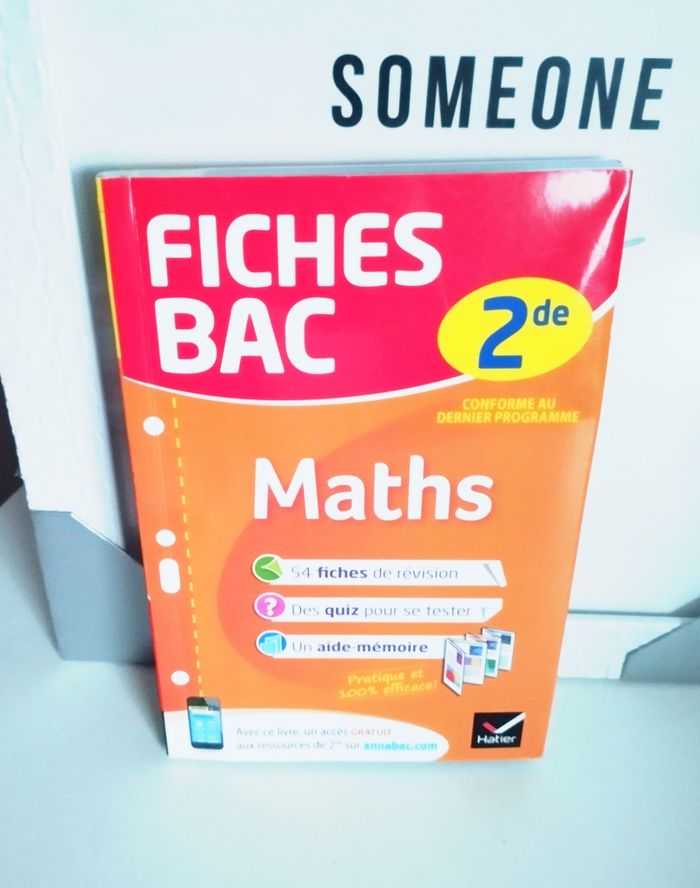 SOMEONE
FICHES
BAC
2de
CONFORME AU
DERNIER PROGRAMME
Maths
54 fiches de révision
Des quiz pour se tester
Un aide-mémoire
Pratique et
100% efficace!
Avec ce livre, un accès GRATUIT
aux ressources de 2de sur annabac.com
Hatier